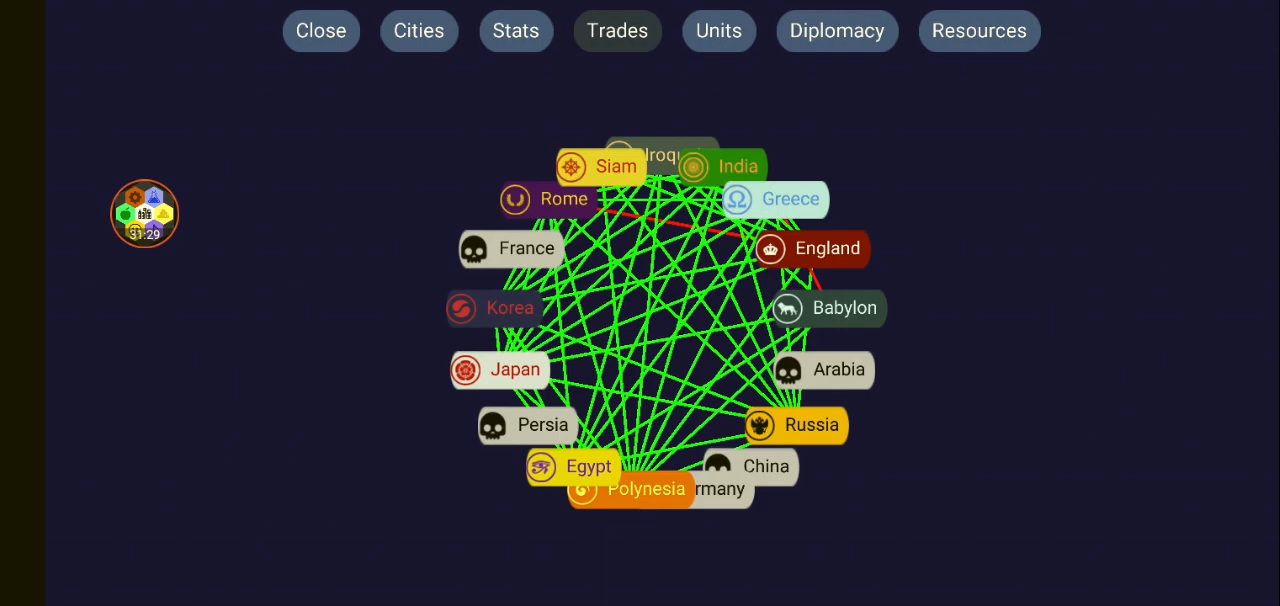 Close Cities Stats Trades Units Diplomacy Resources
Siam India
Rome Greece
France England
31:29
Korea Babylon
Japan Arabia
Persia Russia
Egypt China
Polynesia